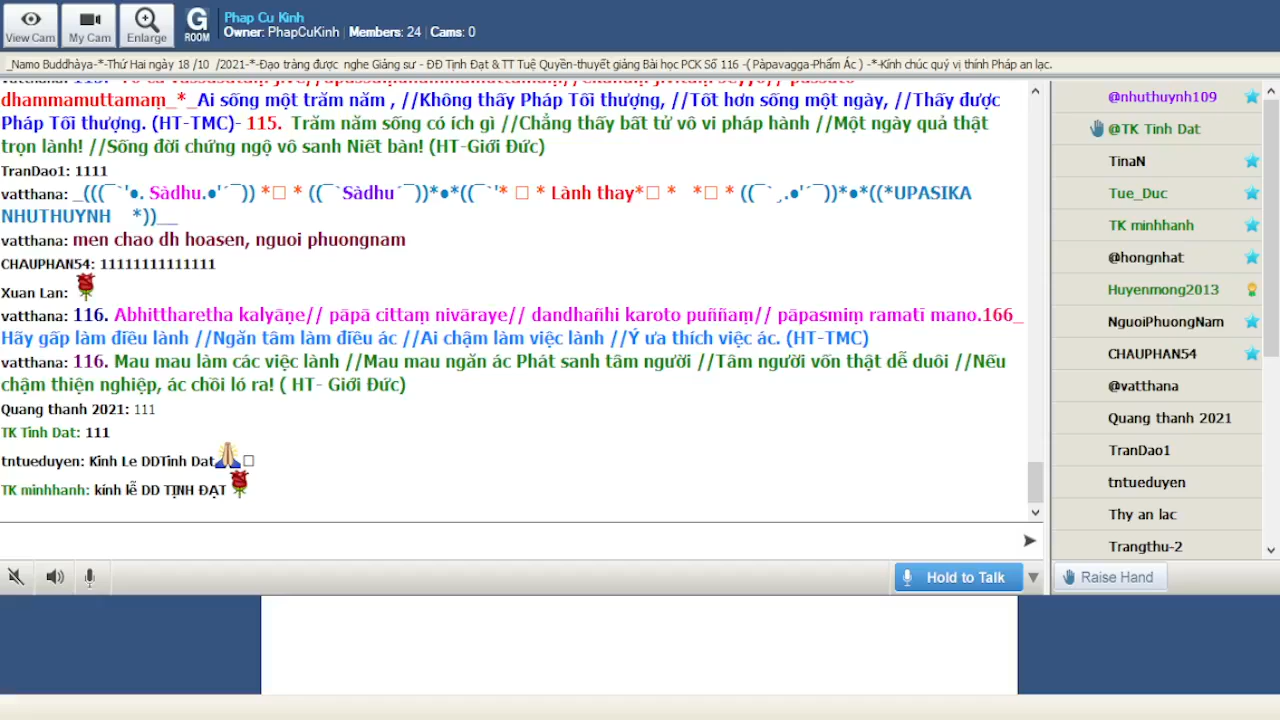 View Cam
My Cam
Enlarge
G
ROOM
Phap Cu Kinh
Owner: PhapCuKinh | Members: 24 | Cams: 0
_Namo Buddhàya-*-Thứ Hai ngày 18 /10 /2021-*-Đạo tràng được nghe Giảng sư - ĐĐ Tịnh Đạt & TT Tuệ Quyền-thuyết giảng Bài học PCK Số 116 -( Pàpavagga-Phẩm Ác ) -*-Kính chúc quý vị thính Pháp an lạc.
dhammamuttamaṃ_*_Ai sống một trăm năm , //Không thấy Pháp Tối thượng, //Tốt hơn sống một ngày, //Thấy được
Pháp Tối thượng. (HT-TMC)- 115. Trăm năm sống có ích gì //Chẳng thấy bất tử vô vi pháp hành //Một ngày quả thật
trọn lành! //Sống đời chứng ngộ vô sanh Niết bàn! (HT-Giới Đức)
TranDao1: 1111
vatthana: _(((¯`'●. Sàdhu.●'´¯)) *□ * ((¯`Sàdhu´¯))*●*((¯`'* □ * Lành thay*□ * *□ * ((¯`¸.●'´¯))*●*((*UPASIKA
NHUTHUYNH *))__
vatthana: men chao dh hoasen, nguoi phuongnam
CHAUPHAN54: 11111111111111
Xuan Lan:
vatthana: 116. Abhittharetha kalyāṇe// pāpā cittaṃ nivāraye// dandhañhi karoto puññaṃ// pāpasmiṃ ramatī mano.166_
Hãy gấp làm điều lành //Ngăn tâm làm điều ác //Ai chậm làm việc lành //Ý ưa thích việc ác. (HT-TMC)
vatthana: 116. Mau mau làm các việc lành //Mau mau ngăn ác Phát sanh tâm người //Tâm người vốn thật dễ duôi //Nếu
chậm thiện nghiệp, ác chồi ló ra! ( HT- Giới Đức)
Quang thanh 2021: 111
TK Tinh Dat: 111
tntueduyen: Kinh Le DDTinh Dat □
TK minhhanh: kính lễ DD TỊNH ĐẠT
Hold to Talk
@nhuthuynh109
@TK Tinh Dat
TinaN
Tue_Duc
TK minhhanh
@hongnhat
Huyenmong2013
NguoiPhuongNam
CHAUPHAN54
@vatthana
Quang thanh 2021
TranDao1
tntueduyen
Thy an lac
Trangthu-2
Raise Hand